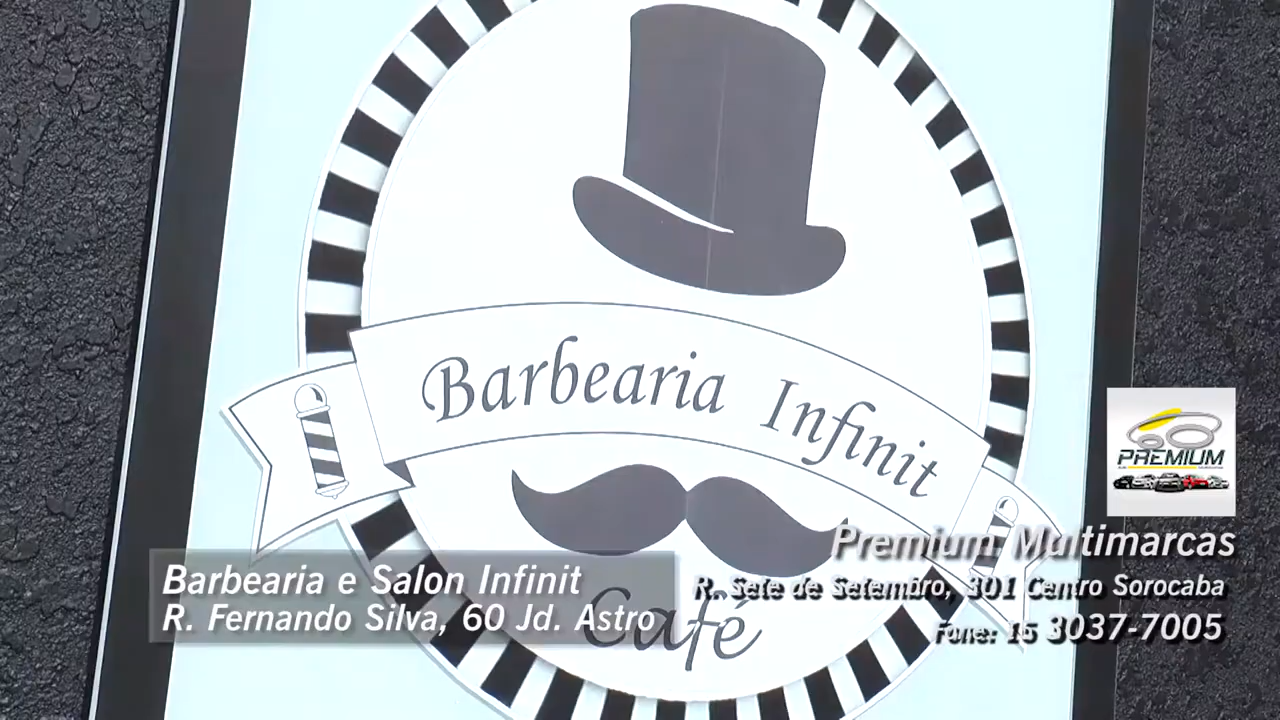 Barbearia Infinit
Café
Barbearia e Salon Infinit
R. Fernando Silva, 60 Jd. Astro
PREMIUM
Premium Multimarcas
R. Sete de Setembro, 301 Centro Sorocaba
Fone: 15 3037-7005